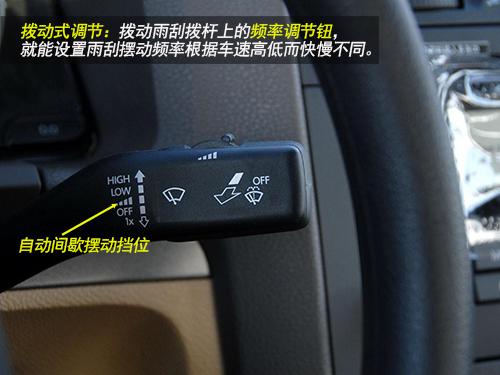 拨动式调节：拨动雨刮拨杆上的频率调节钮，
就能设置雨刮摆动频率根据车速高低而快慢不同。
HIGH
LOW
OFF
1x
OFF
自动间歇摆动挡位